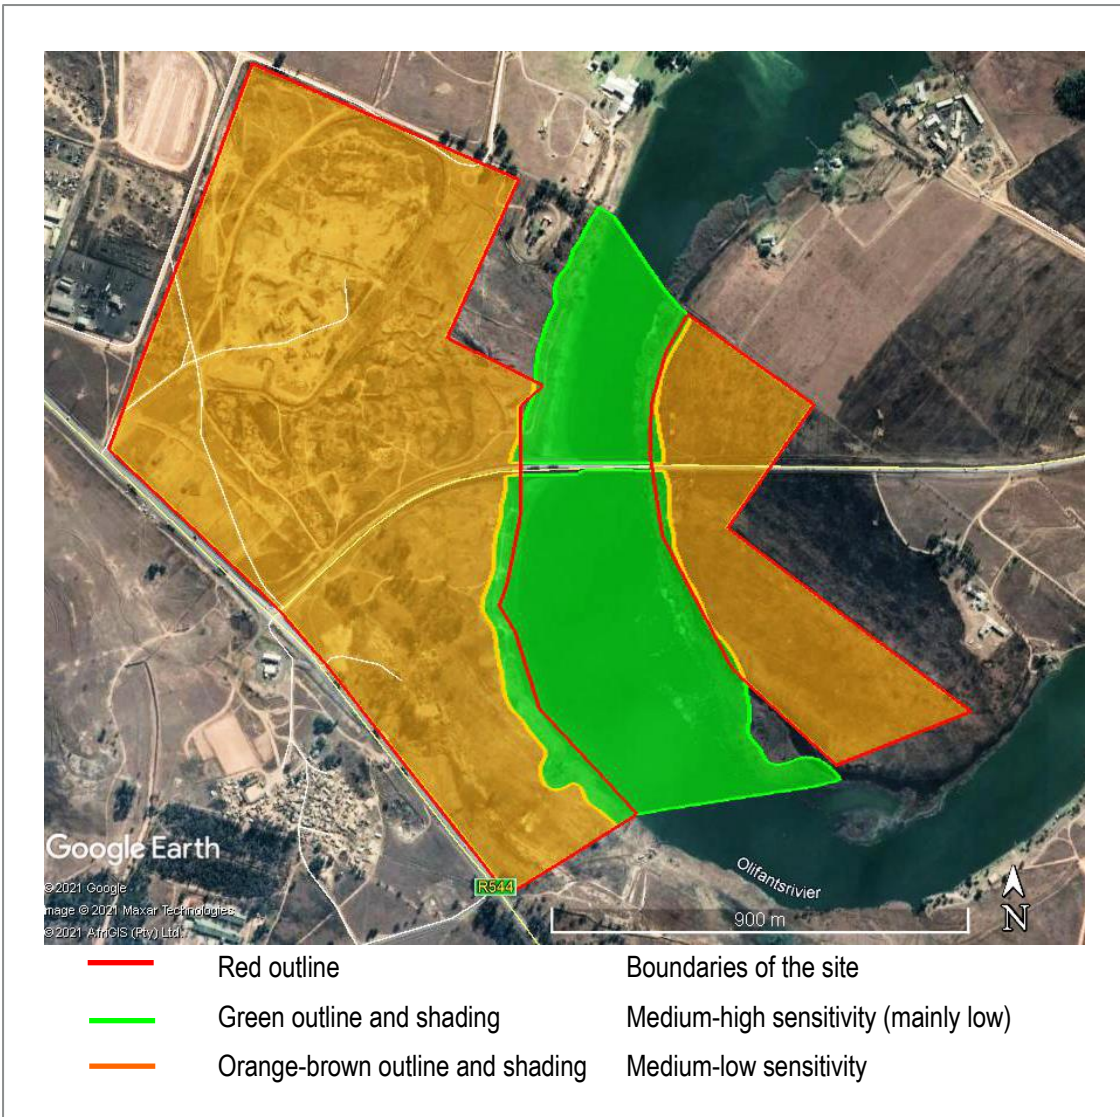 Olifantsrivier
Google Earth
© 2021 Google
mage © 2021 Maxar Technologies
© 2021 AfriGIS (Pty) Ltd.
R544
900 m
N
Red outline Boundaries of the site
Green outline and shading Medium-high sensitivity (mainly low)
Orange-brown outline and shading Medium-low sensitivity